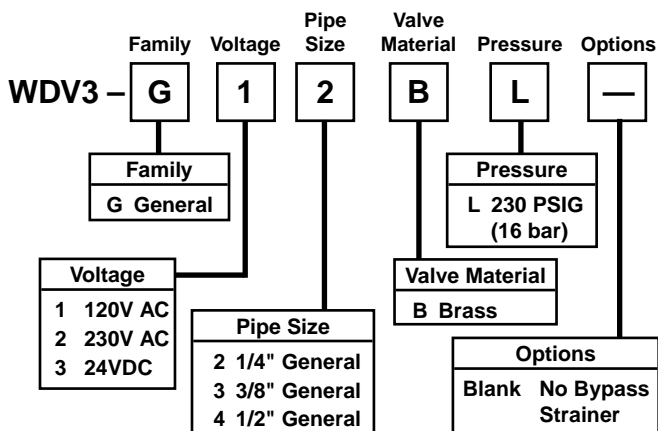 Family Voltage Pipe Size Valve Material Pressure Options
WDV3 – G 1 2 B L —
Family
G General
Pressure
L 230 PSIG
(16 bar)
Voltage
1 120V AC
2 230V AC
3 24VDC
Valve Material
B Brass
Pipe Size
2 1/4" General
3 3/8" General
4 1/2" General
Options
Blank No Bypass
Strainer